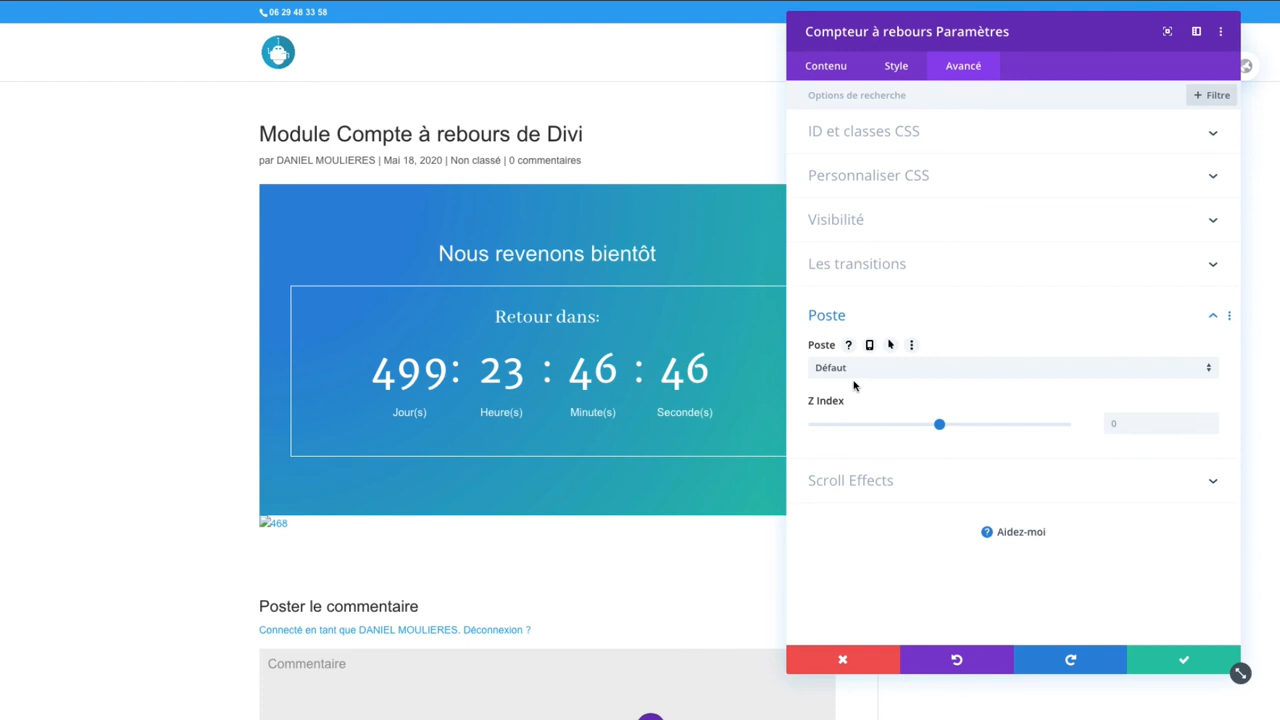 06 29 48 33 58
Compteur à rebours Paramètres
Contenu Style Avancé
Options de recherche
+ Filtre
ID et classes CSS
Personnaliser CSS
Visibilité
Les transitions
Poste
Poste ?
Défaut
Z Index
0
Scroll Effects
? Aidez-moi
Module Compte à rebours de Divi
par DANIEL MOULIERES | Mai 18, 2020 | Non classé | 0 commentaires
Nous revenons bientôt
Retour dans:
499: 23 : 46 : 46
Jour(s) Heure(s) Minute(s) Seconde(s)
468
Poster le commentaire
Connecté en tant que DANIEL MOULIERES. Déconnexion ?
Commentaire